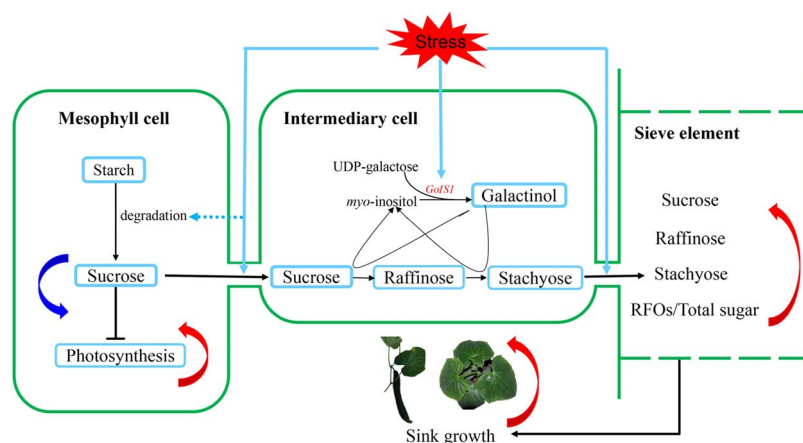 Stress
Mesophyll cell
Starch
degradation
Sucrose
Photosynthesis
Intermediary cell
UDP-galactose
myo-inositol
GolS1
Galactinol
Sucrose
Raffinose
Stachyose
Sieve element
Sucrose
Raffinose
Stachyose
RFOs/Total sugar
Sink growth